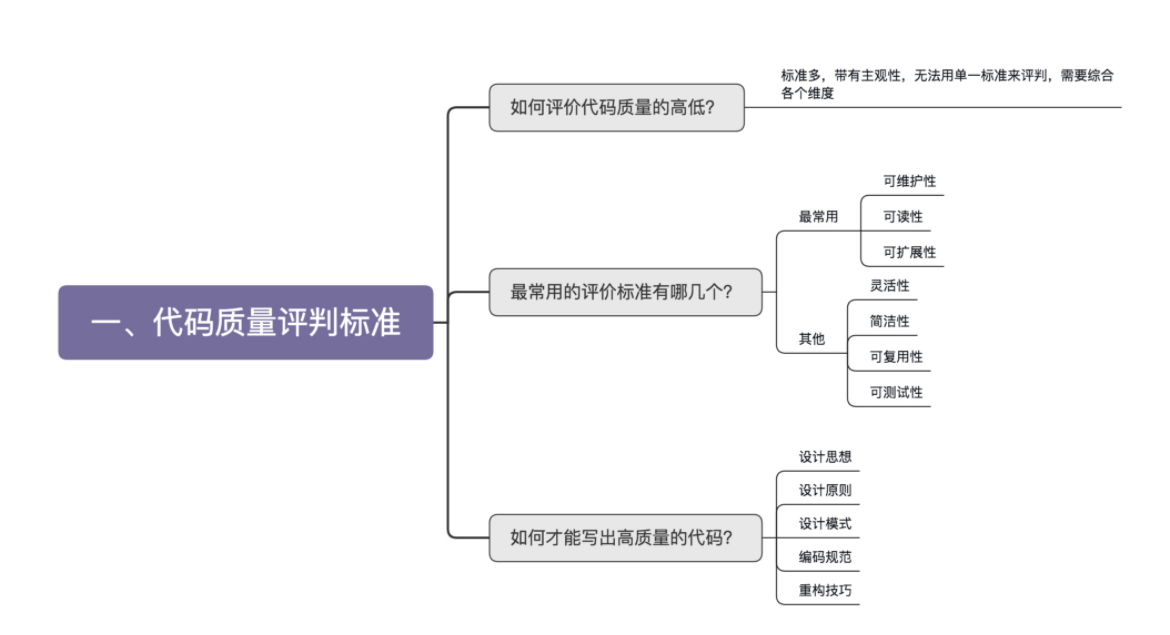 一、代码质量评判标准
如何评价代码质量的高低？
标准多，带有主观性，无法用单一标准来评判，需要综合
各个维度
最常用的评价标准有哪几个？
最常用
可维护性
可读性
可扩展性
其他
灵活性
简洁性
可复用性
可测试性
如何才能写出高质量的代码？
设计思想
设计原则
设计模式
编码规范
重构技巧